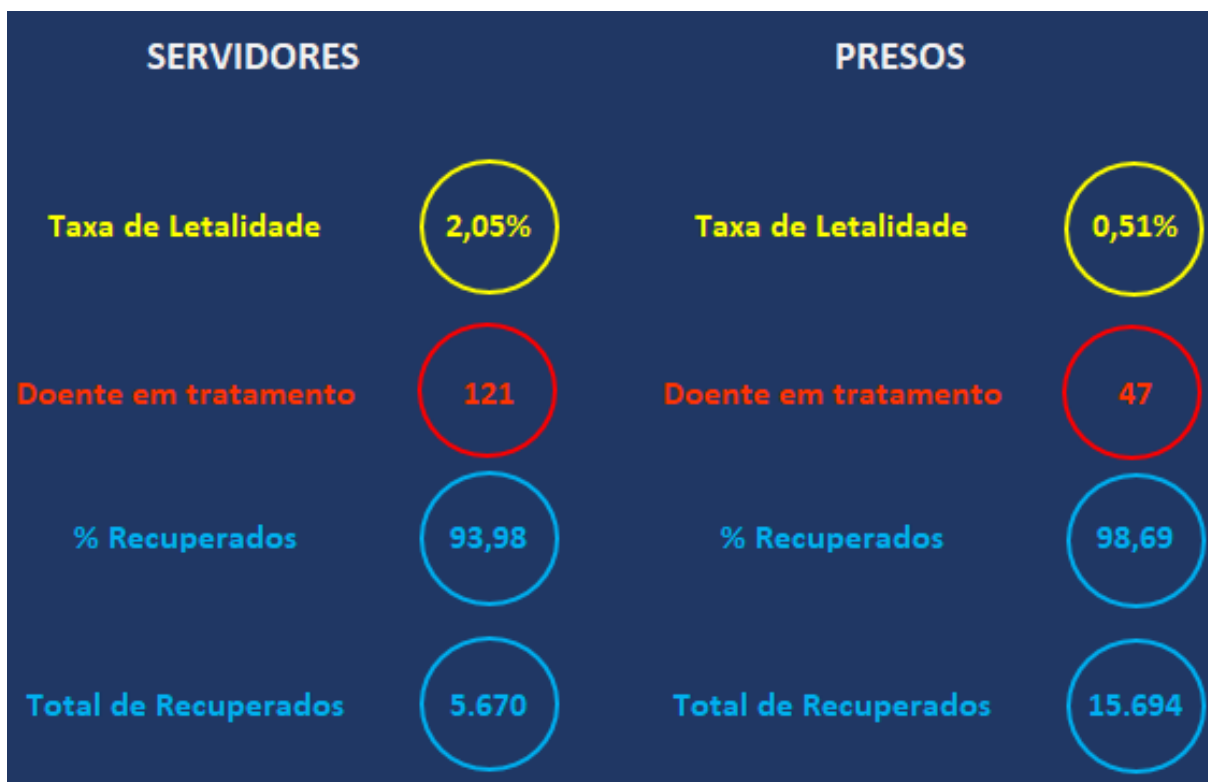 SERVIDORES
PRESOS
Taxa de Letalidade 2,05%
Taxa de Letalidade 0,51%
Doente em tratamento 121
Doente em tratamento 47
% Recuperados 93,98
% Recuperados 98,69
Total de Recuperados 5.670
Total de Recuperados 15.694